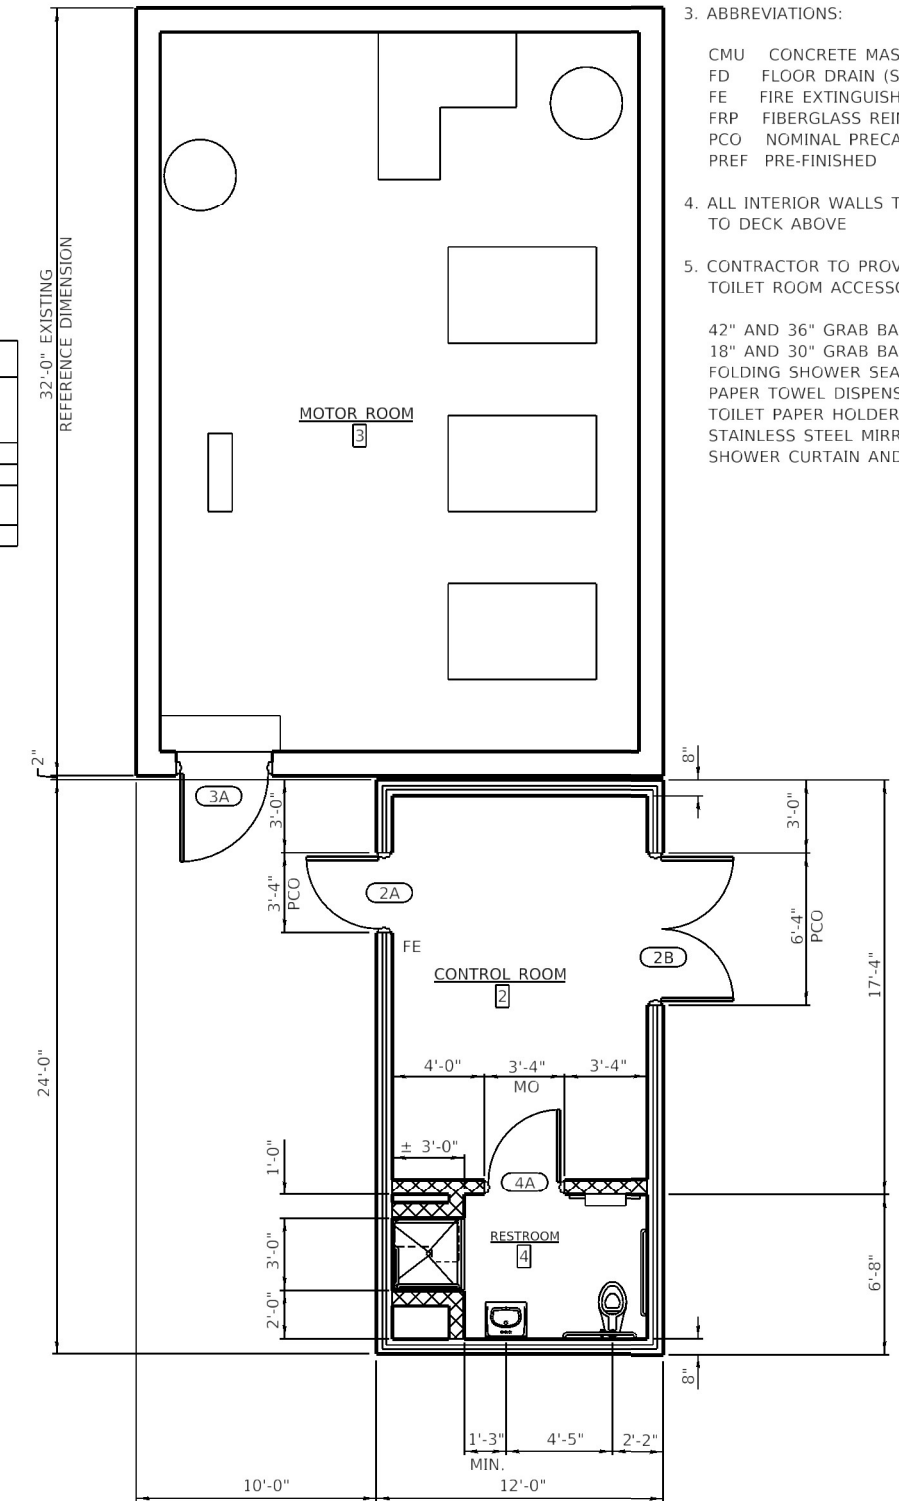 3. ABBREVIATIONS:
CMU CONCRETE MAS
FD FLOOR DRAIN (S
FE FIRE EXTINGUISH
FRP FIBERGLASS REIN
PCO NOMINAL PRECA
PREF PRE-FINISHED
4. ALL INTERIOR WALLS T
TO DECK ABOVE
5. CONTRACTOR TO PROV
TOILET ROOM ACCESSO
42" AND 36" GRAB BA
18" AND 30" GRAB BA
FOLDING SHOWER SEA
PAPER TOWEL DISPENS
TOILET PAPER HOLDER
STAINLESS STEEL MIRR
SHOWER CURTAIN AND
32'-0" EXISTING
REFERENCE DIMENSION
MOTOR ROOM
3
2"
8"
3A
3'-0"
3'-0"
3'-4"
PCO
2A
6'-4"
PCO
FE
2B
CONTROL ROOM
2
17'-4"
24'-0"
4'-0"
3'-4"
MO
3'-4"
± 3'-0"
1'-0"
4A
RESTROOM
4
3'-0"
6'-8"
2'-0"
8"
1'-3"
MIN.
4'-5"
2'-2"
10'-0"
12'-0"